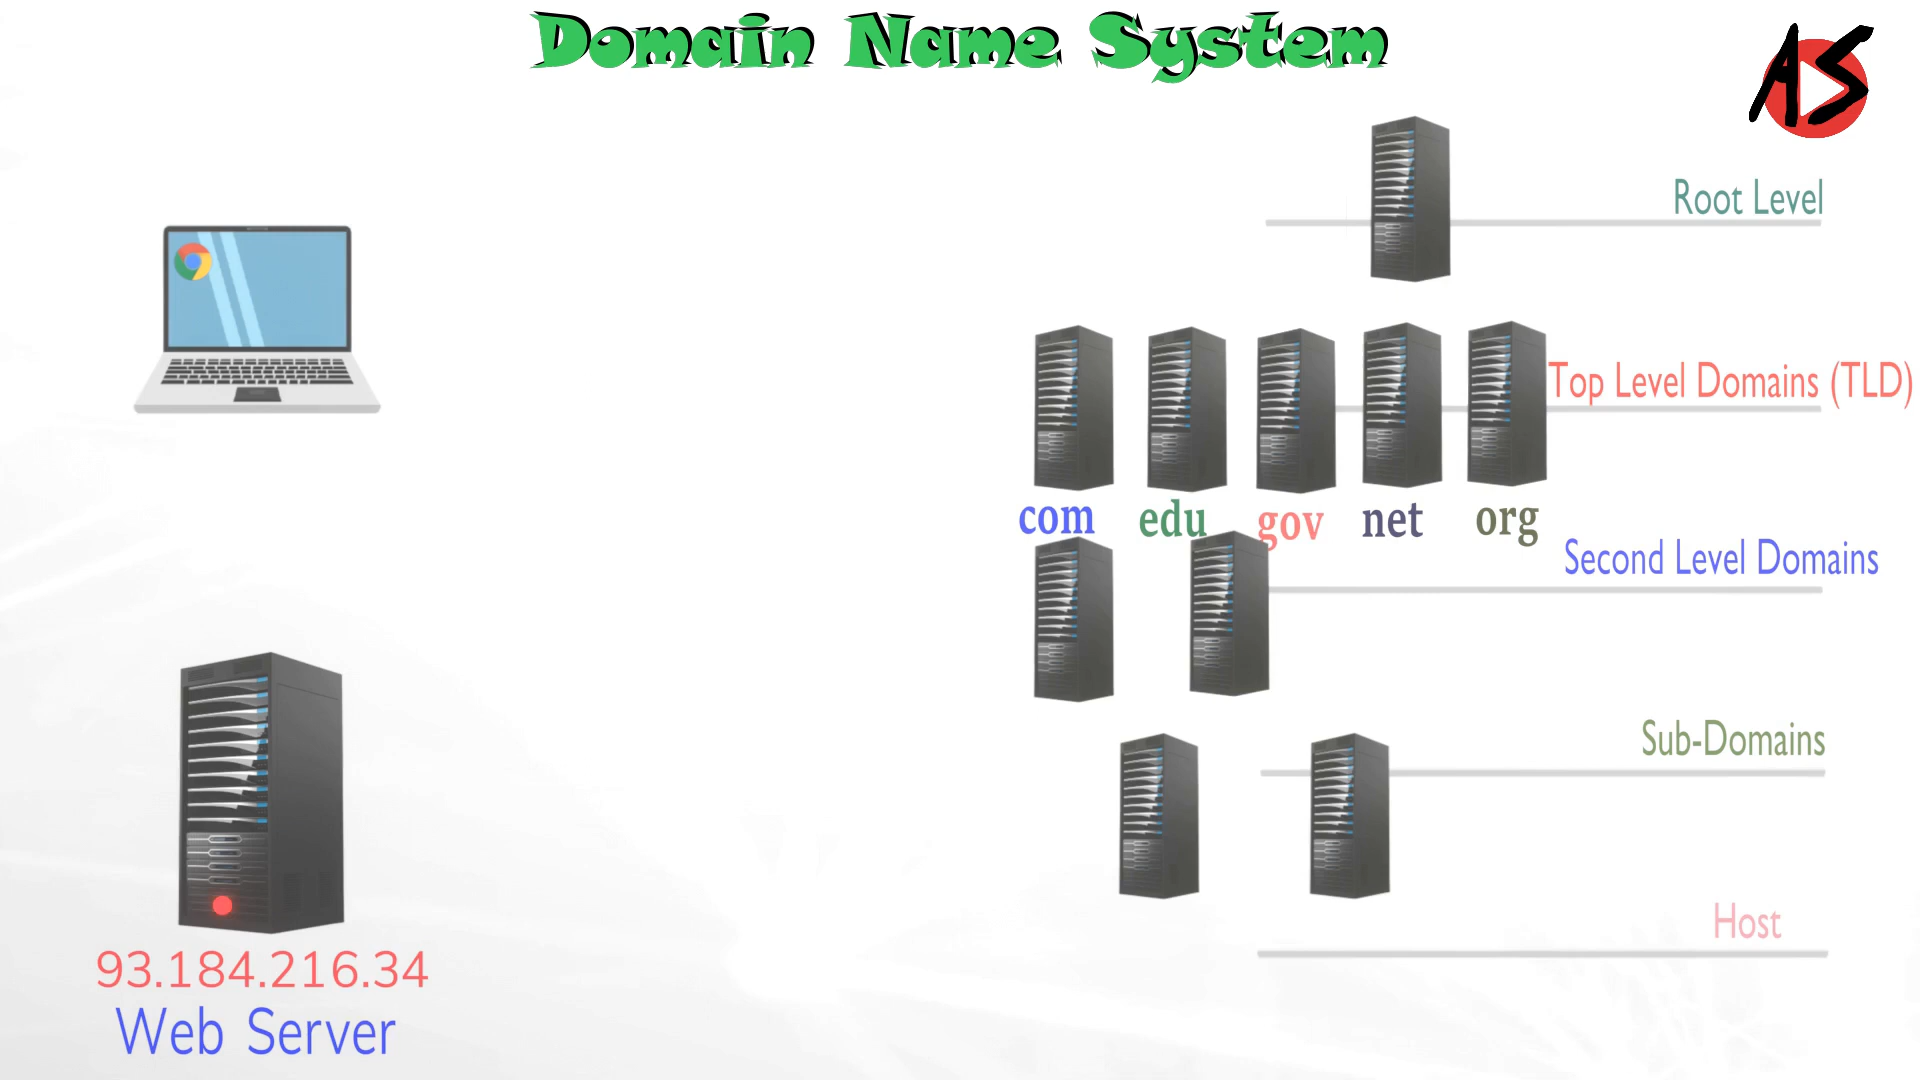 Domain Name System
AS
Root Level
Top Level Domains (TLD)
com edu gov net org
Second Level Domains
Sub-Domains
Host
93.184.216.34
Web Server